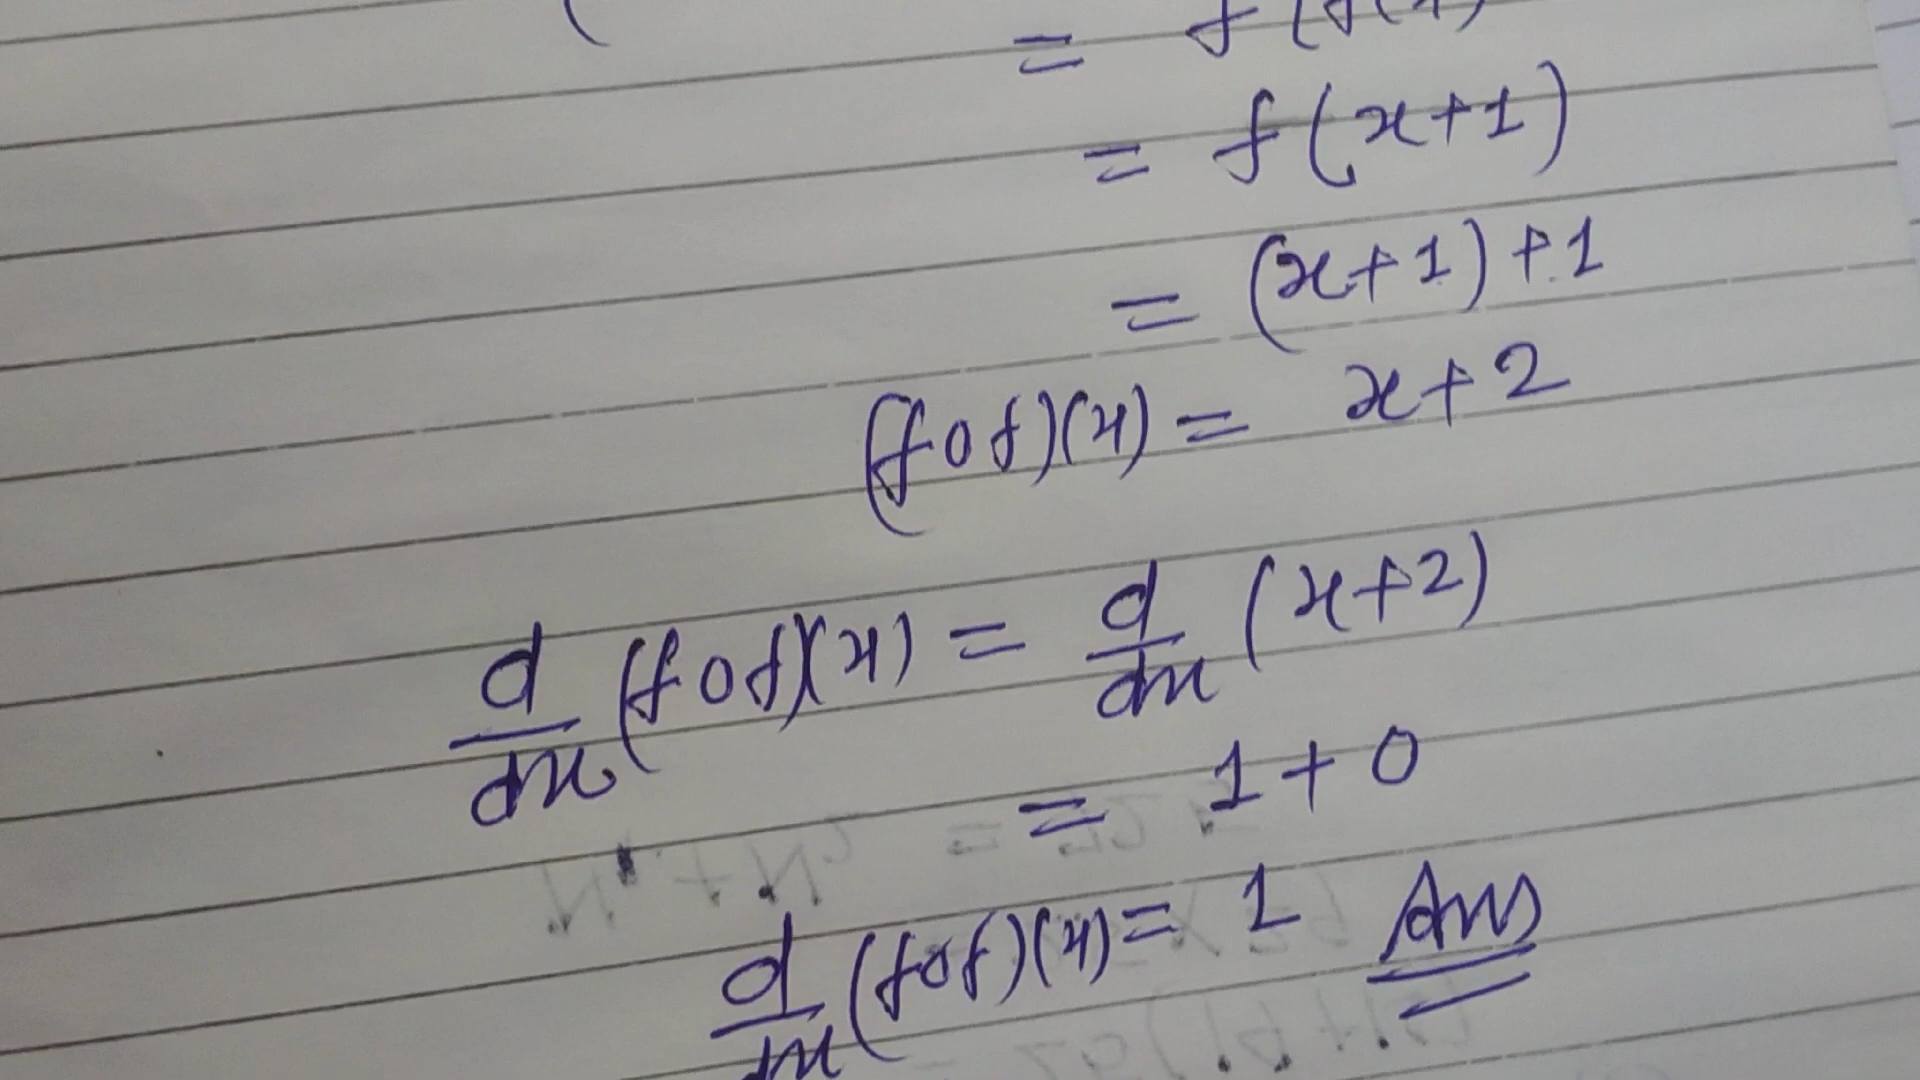 = f(f(x)
= f(x+1)
= (x+1)+1
(fof)(x) = x+2
d/dx (fof)(x) = d/dx (x+2)
= 1+0
d/dx (fof)(x) = 1 Ans